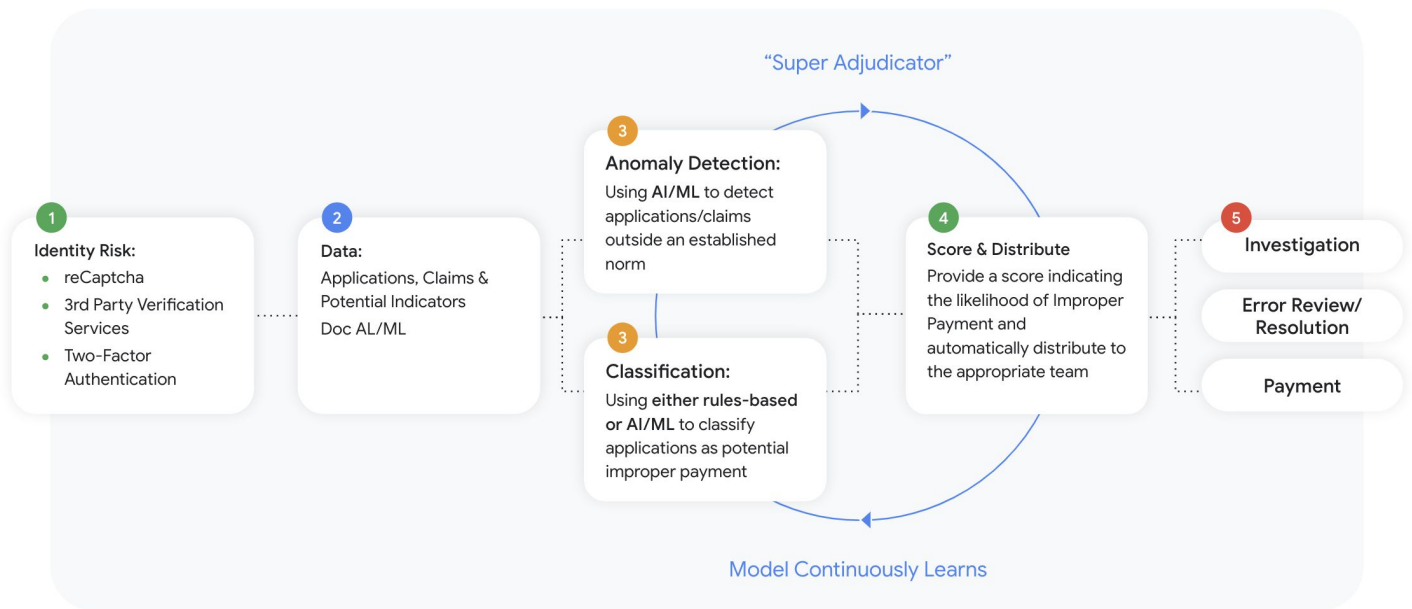 “Super Adjudicator”
1
Identity Risk:
reCaptcha
3rd Party Verification
Services
Two-Factor
Authentication
2
Data:
Applications, Claims &
Potential Indicators
Doc AL/ML
3
Anomaly Detection:
Using AI/ML to detect
applications/claims
outside an established
norm
3
Classification:
Using either rules-based
or AI/ML to classify
applications as potential
improper payment
4
Score & Distribute
Provide a score indicating
the likelihood of Improper
Payment and
automatically distribute to
the appropriate team
5
Investigation
Error Review/
Resolution
Payment
Model Continuously Learns